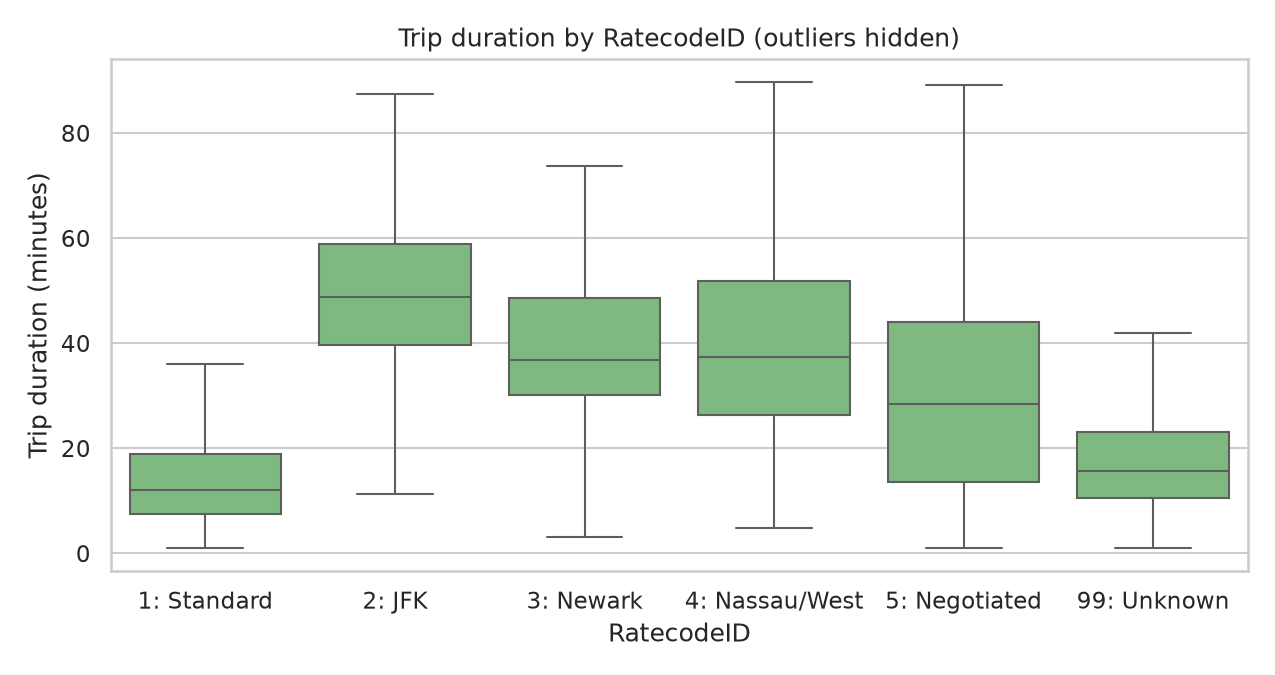 Trip duration by RatecodeID (outliers hidden)
Trip duration (minutes)
80
60
40
20
0
1: Standard 2: JFK 3: Newark 4: Nassau/West 5: Negotiated 99: Unknown
RatecodeID